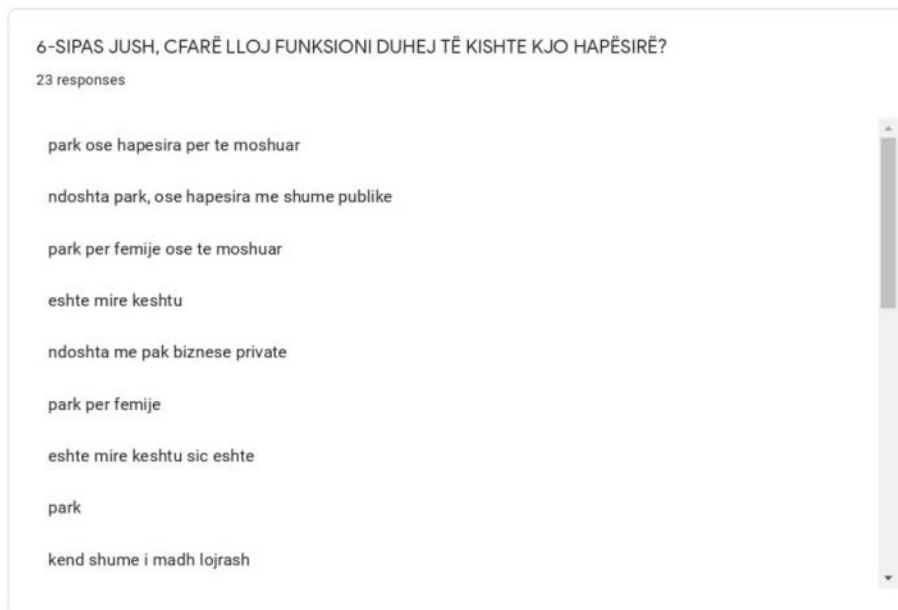 6-SIPAS JUSH, CFARË LLOJ FUNKSIONI DUHEJ TË KISHTE KJO HAPËSIRË?
23 responses
park ose hapesira per te moshuar
ndoshta park, ose hapesira me shume publike
park per femije ose te moshuar
eshte mire keshtu
ndoshta me pak biznese private
park per femije
eshte mire keshtu sic eshte
park
kend shume i madh lojrash